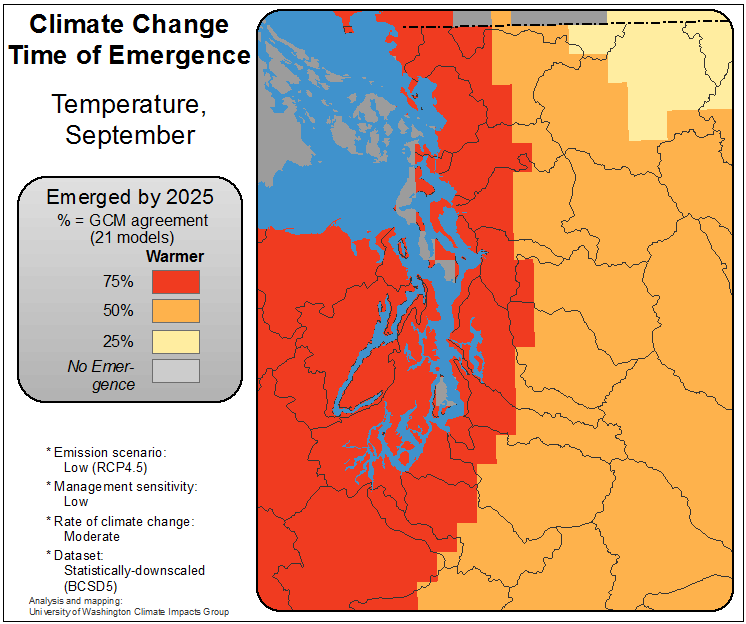 Climate Change
Time of Emergence
Temperature,
September
Emerged by 2025
% = GCM agreement
(21 models)
Warmer
75%
50%
25%
No Emer-
gence
* Emission scenario:
Low (RCP4.5)
* Management sensitivity:
Low
* Rate of climate change:
Moderate
* Dataset:
Statistically-downscaled
(BCSD5)
Analysis and mapping:
University of Washington Climate Impacts Group